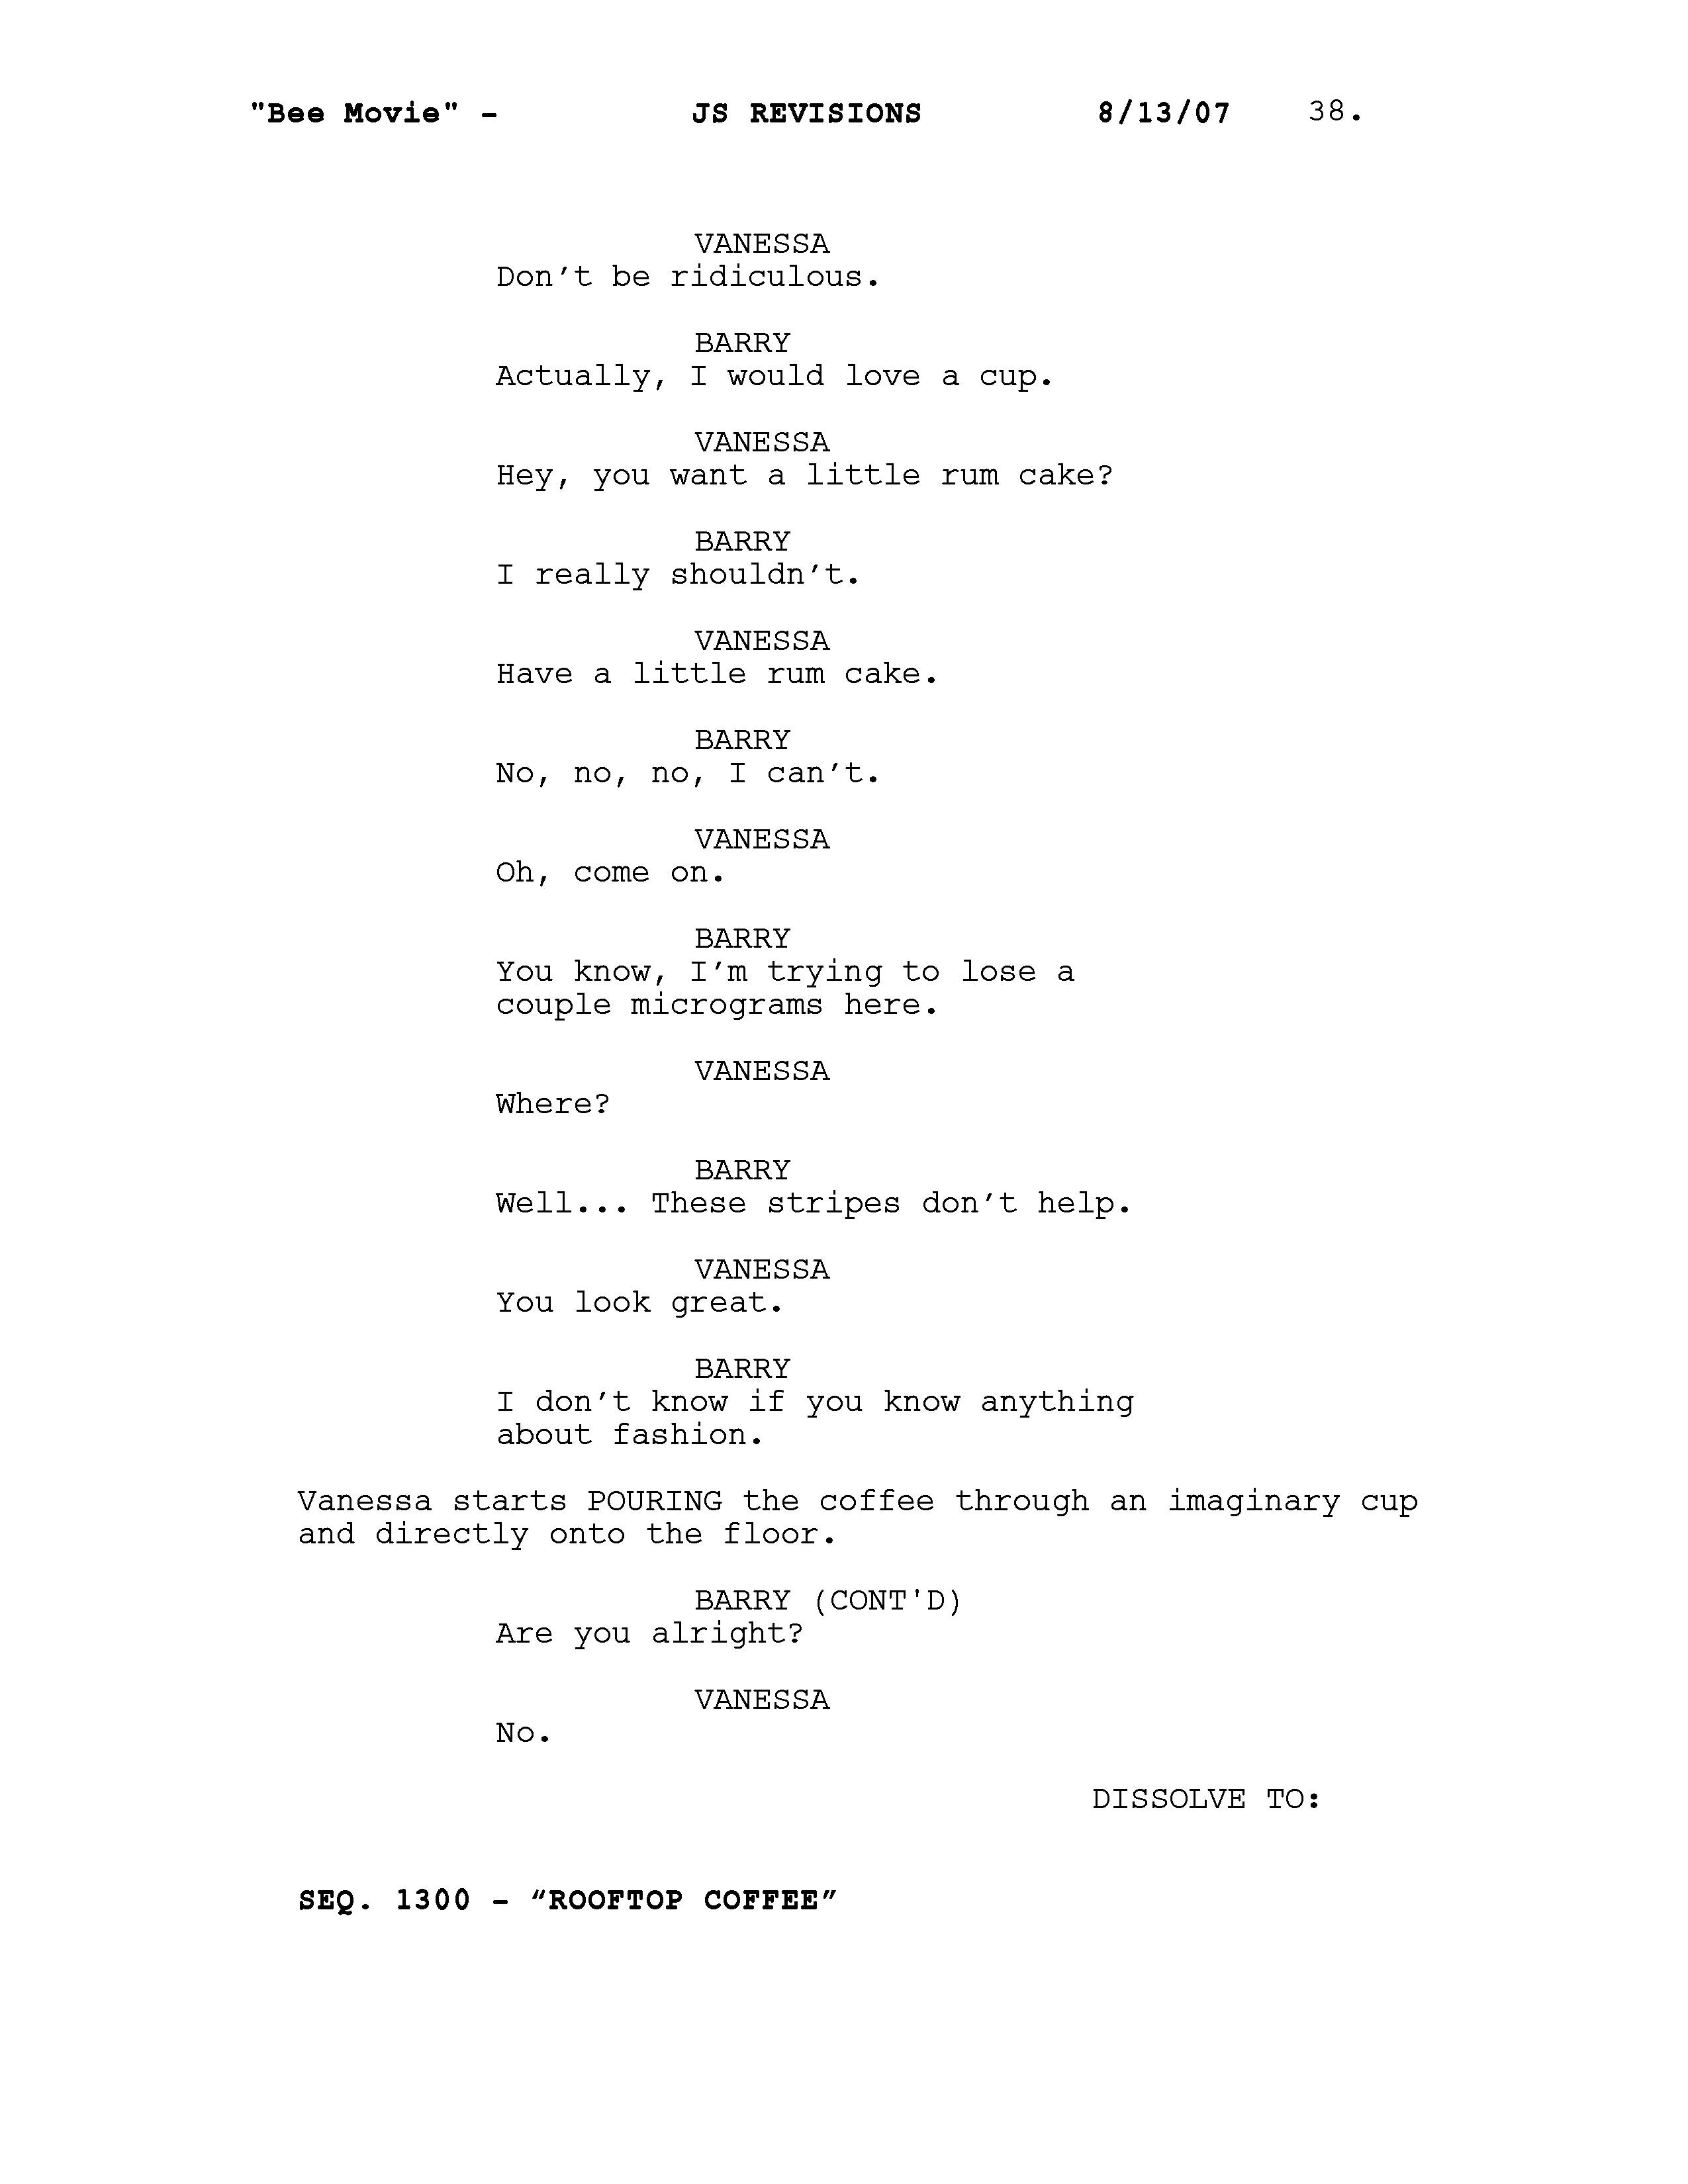 "Bee Movie" - JS REVISIONS 8/13/07 38.
VANESSA
Don’t be ridiculous.
BARRY
Actually, I would love a cup.
VANESSA
Hey, you want a little rum cake?
BARRY
I really shouldn’t.
VANESSA
Have a little rum cake.
BARRY
No, no, no, I can’t.
VANESSA
Oh, come on.
BARRY
You know, I’m trying to lose a
couple micrograms here.
VANESSA
Where?
BARRY
Well... These stripes don’t help.
VANESSA
You look great.
BARRY
I don’t know if you know anything
about fashion.
Vanessa starts POURING the coffee through an imaginary cup
and directly onto the floor.
BARRY (CONT'D)
Are you alright?
VANESSA
No.
DISSOLVE TO:
SEQ. 1300 - “ROOFTOP COFFEE”